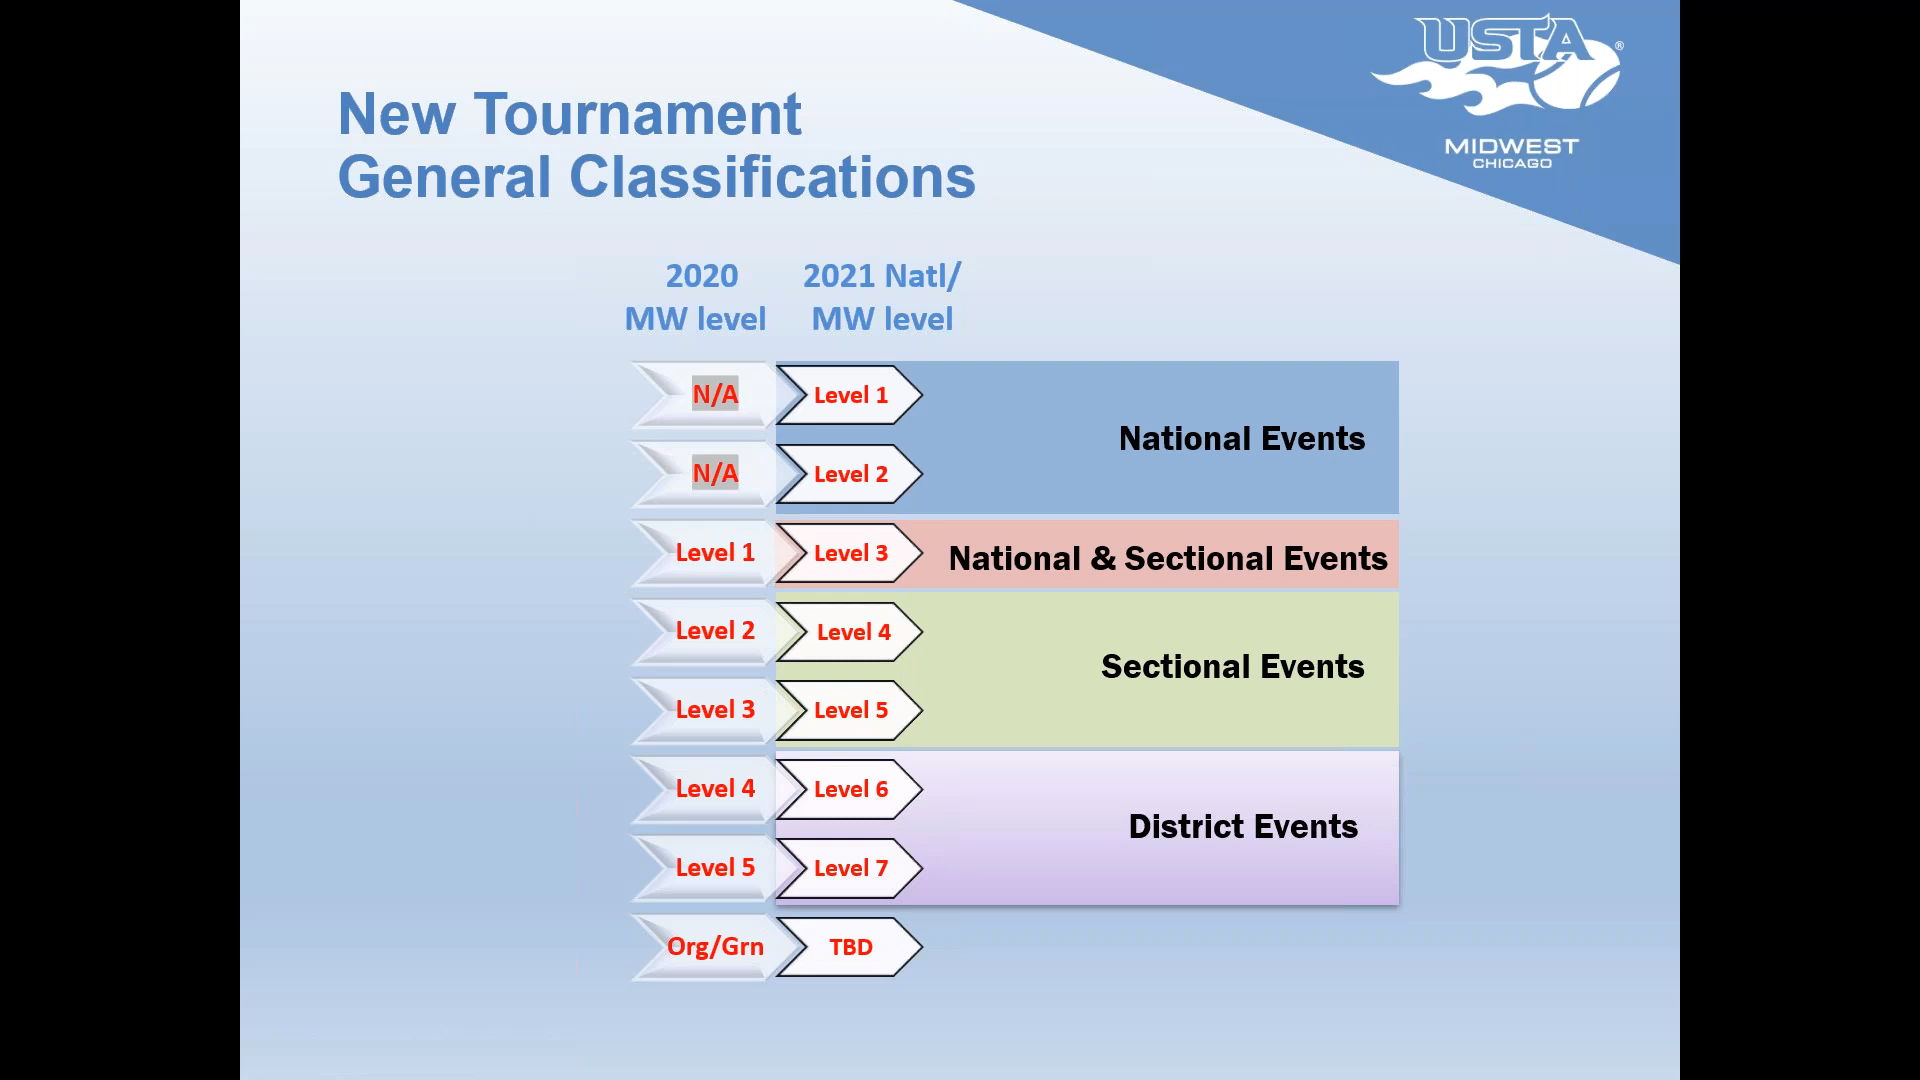 USTA®
MIDWEST
CHICAGO
New Tournament
General Classifications
2020
MW level
2021 Natl/
MW level
N/A
Level 1
National Events
N/A
Level 2
Level 1
Level 3
National & Sectional Events
Level 2
Level 4
Sectional Events
Level 3
Level 5
Level 4
Level 6
District Events
Level 5
Level 7
Org/Grn
TBD